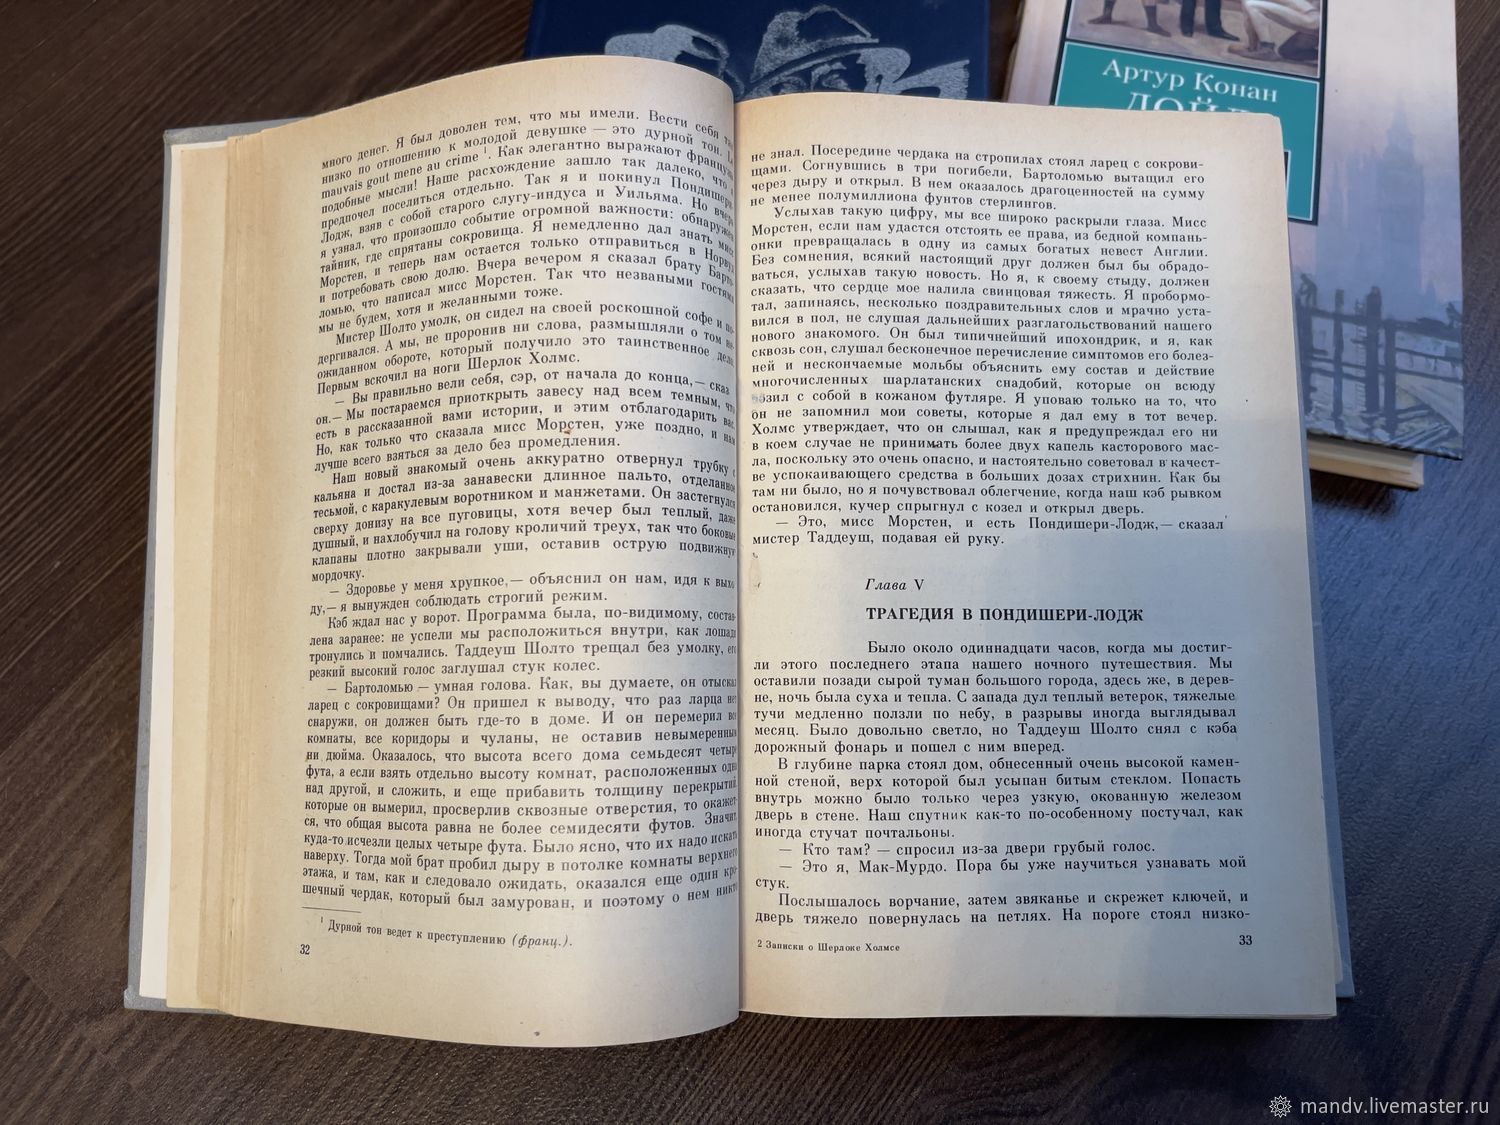 Артур Конан
много денег. Я был доволен тем, что мы имели. Вести себя
низко по отношению к молодой девушке — это дурной тон.
mauvais gout mene au crime 1. Как элегантно выражают французы
подобные мысли! Наше расхождение зашло так далеко, что я
предпочел поселиться отдельно. Так я и покинул Пондишери-
Лодж, взяв с собой старого слугу-индуса и Уильяма. Но вчера
я узнал, что произошло событие огромной важности: обнаружен
тайник, где спрятаны сокровища. Я немедленно дал знать мисс
Морстен, и теперь нам остается только отправиться в Норвуд
и потребовать свою долю. Вчера вечером я сказал брату Барто-
ломью, что написал мисс Морстен. Так что незваными гостями
мы не будем, хотя и желанными тоже.
Мистер Шолто умолк, он сидел на своей роскошной софе и по-
дергивался. А мы, не проронив ни слова, размышляли о том не-
ожиданном обороте, который получило это таинственное дело.
Первым вскочил на ноги Шерлок Холмс.
— Вы правильно вели себя, сэр, от начала до конца,— сказ
он.— Мы постараемся приоткрыть завесу над всем темным, что
есть в рассказанной вами истории, и этим отблагодарить вас.
Но, как только что сказала мисс Морстен, уже поздно, и нам
лучше всего взяться за дело без промедления.
Наш новый знакомый очень аккуратно отвернул трубку с
кальяна и достал из-за занавески длинное пальто, отделанное
тесьмой, с каракулевым воротником и манжетами. Он застегнулся
сверху донизу на все пуговицы, хотя вечер был теплый, даже
душный, и нахлобучил на голову кроличий треух, так что боковые
клапаны плотно закрывали уши, оставив острую подвижную
мордочку.
— Здоровье у меня хрупкое,— объяснил он нам, идя к выхо
ду,— я вынужден соблюдать строгий режим.
Кэб ждал нас у ворот. Программа была, по-видимому, состав-
лена заранее: не успели мы расположиться внутри, как лошади
тронулись и помчались. Таддеуш Шолто трещал без умолку, его
резкий высокий голос заглушал стук колес.
— Бартоломью — умная голова. Как, вы думаете, он отыскал
ларец с сокровищами? Он пришел к выводу, что раз ларца нет
снаружи, он должен быть где-то в доме. И он перемерил все
комнаты, все коридоры и чуланы, не оставив невымеренным
ни дюйма. Оказалось, что высота всего дома семьдесят четыре
фута, а если взять отдельно высоту комнат, расположенных одна
над другой, и сложить, и еще прибавить толщину перекрытий,
которые он вымерил, просверлив сквозные отверстия, то окажет-
ся, что общая высота равна не более семидесяти футов. Значит,
куда-то исчезли целых четыре фута. Было ясно, что их надо искать
наверху. Тогда мой брат пробил дыру в потолке комнаты верхнего
этажа, и там, как и следовало ожидать, оказался еще один кро-
шечный чердак, который был замурован, и поэтому о нем никто
1 Дурной тон ведет к преступлению (франц.).
32
не знал. Посередине чердака на стропилах стоял ларец с сокрови-
щами. Согнувшись в три погибели, Бартоломью вытащил его
через дыру и открыл. В нем оказалось драгоценностей на сумму
не менее полумиллиона фунтов стерлингов.
Услыхав такую цифру, мы все широко раскрыли глаза. Мисс
Морстен, если нам удастся отстоять ее права, из бедной компань-
онки превращалась в одну из самых богатых невест Англии.
Без сомнения, всякий настоящий друг должен был бы обрадо-
ваться, услыхав такую новость. Но я, к своему стыду, должен
сказать, что сердце мое налила свинцовая тяжесть. Я пробормо-
тал, запинаясь, несколько поздравительных слов и мрачно уста-
вился в пол, не слушая дальнейших разглагольствований нашего
нового знакомого. Он был типичнейший ипохондрик, и я, как
сквозь сон, слушал бесконечное перечисление симптомов его болез-
ней и нескончаемые мольбы объяснить ему состав и действие
многочисленных шарлатанских снадобий, которые он всюду
возил с собой в кожаном футляре. Я уповаю только на то, что
он не запомнил мои советы, которые я дал ему в тот вечер.
Холмс утверждает, что он слышал, как я предупреждал его ни
в коем случае не принимать более двух капель касторового мас-
ла, поскольку это очень опасно, и настоятельно советовал в качест-
ве успокаивающего средства в больших дозах стрихнин. Как бы
там ни было, но я почувствовал облегчение, когда наш кэб рывком
остановился, кучер спрыгнул с козел и открыл дверь.
— Это, мисс Морстен, и есть Пондишери-Лодж,— сказал
мистер Таддеуш, подавая ей руку.
Глава V
ТРАГЕДИЯ В ПОНДИШЕРИ-ЛОДЖ
Было около одиннадцати часов, когда мы достиг-
ли этого последнего этапа нашего ночного путешествия. Мы
оставили позади сырой туман большого города, здесь же, в дерев-
не, ночь была суха и тепла. С запада дул теплый ветерок, тяжелые
тучи медленно ползли по небу, в разрывы иногда выглядывал
месяц. Было довольно светло, но Таддеуш Шолто снял с кэба
дорожный фонарь и пошел с ним вперед.
В глубине парка стоял дом, обнесенный очень высокой камен-
ной стеной, верх которой был усыпан битым стеклом. Попасть
внутрь можно было только через узкую, окованную железом
дверь в стене. Наш спутник как-то по-особенному постучал, как
иногда стучат почтальоны.
— Кто там? — спросил из-за двери грубый голос.
— Это я, Мак-Мурдо. Пора бы уже научиться узнавать мой
стук.
Послышалось ворчание, затем звяканье и скрежет ключей, и
дверь тяжело повернулась на петлях. На пороге стоял низко-
2 Записки о Шерлоке Холмсе
33
mandv.livemaster.ru